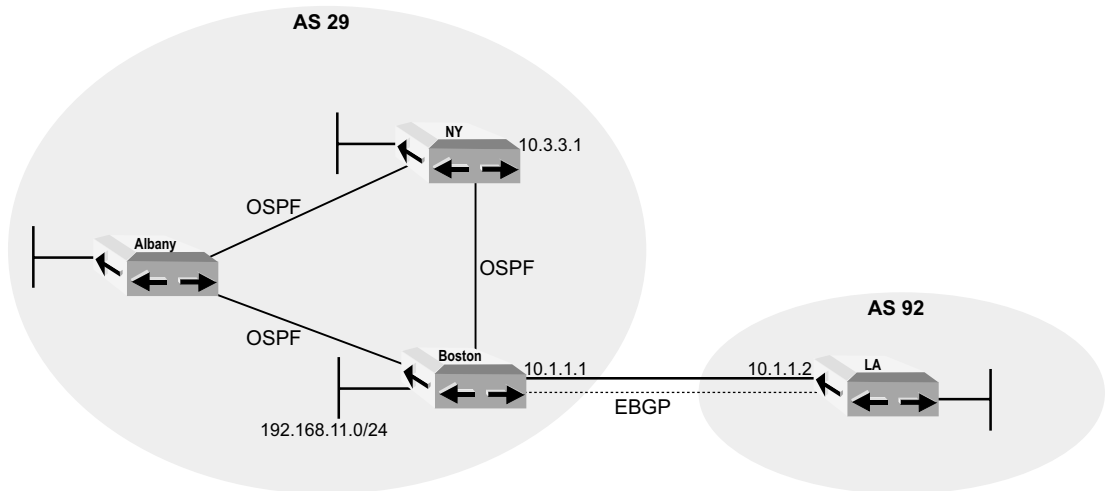 AS 29
NY
10.3.3.1
OSPF
Albany
OSPF
OSPF
AS 92
Boston
10.1.1.1
10.1.1.2
LA
EBGP
192.168.11.0/24